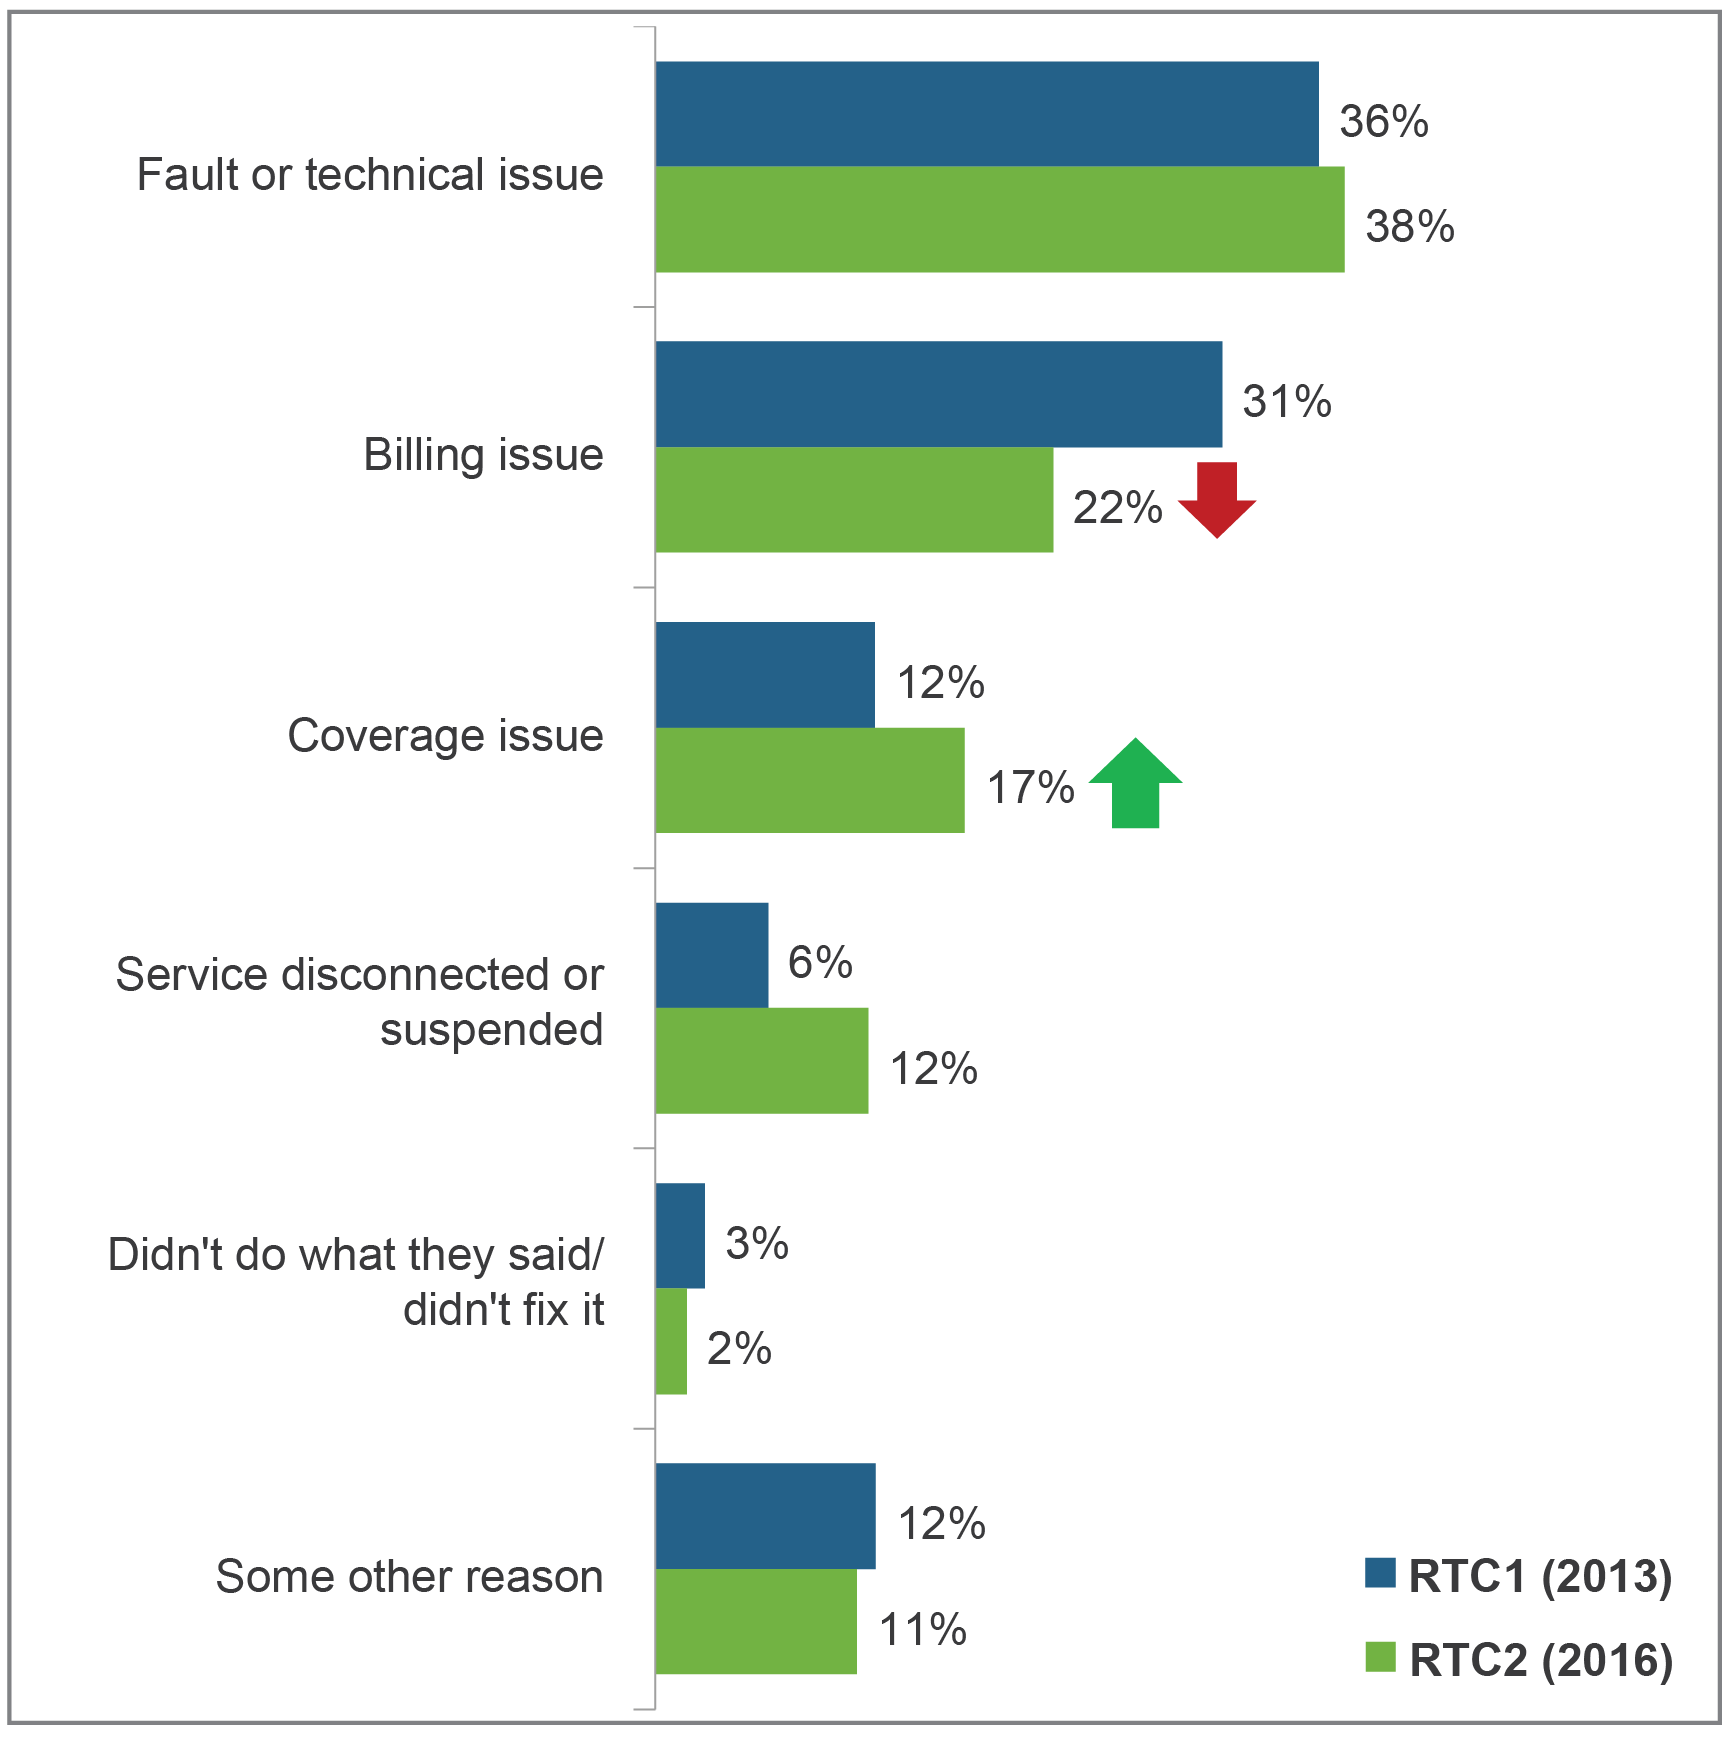 Fault or technical issue
36%
38%
Billing issue
31%
22%
Coverage issue
12%
17%
Service disconnected or
suspended
6%
12%
Didn't do what they said/
didn't fix it
3%
2%
Some other reason
12%
11%
RTC1 (2013)
RTC2 (2016)